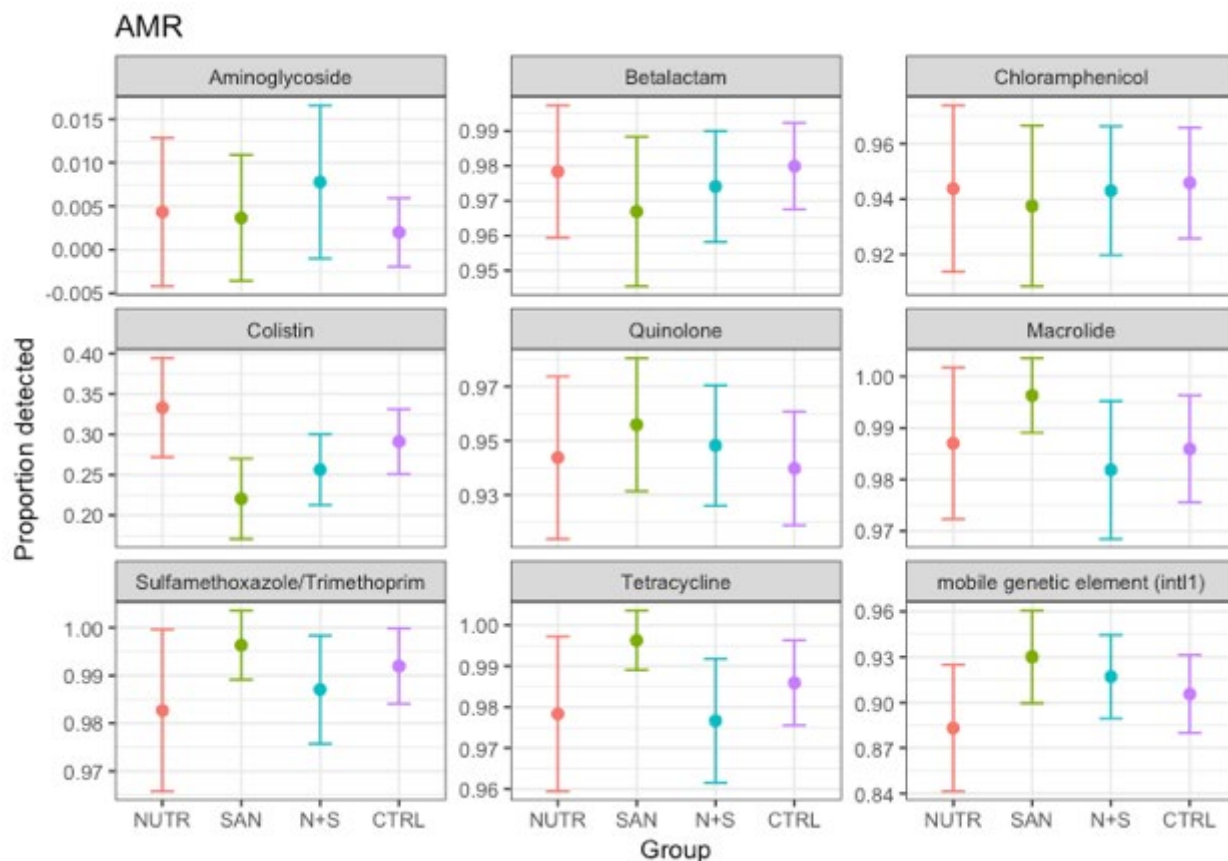 AMR
Aminoglycoside Betalactam Chloramphenicol
0.015 0.010 0.005 0.000 -0.005
0.99 0.98 0.97 0.96 0.95
0.96 0.94 0.92
Colistin Quinolone Macrolide
0.40 0.35 0.30 0.25 0.20
0.97 0.95 0.93
1.00 0.99 0.98 0.97
Proportion detected
Sulfamethoxazole/Trimethoprim Tetracycline mobile genetic element (intl1)
1.00 0.99 0.98 0.97
1.00 0.99 0.98 0.97 0.96
0.96 0.93 0.90 0.87 0.84
NUTR SAN N+S CTRL NUTR SAN N+S CTRL NUTR SAN N+S CTRL
Group